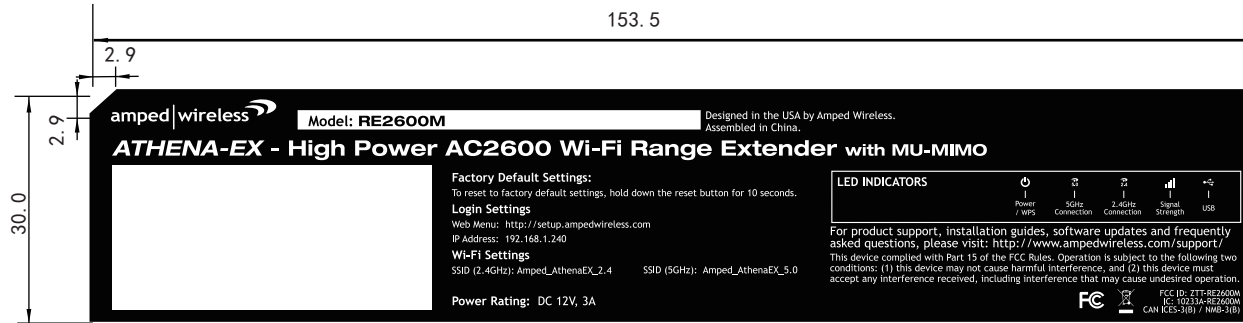 153.5
2.9
2.9
30.0
amped|wireless
Model: RE2600M
Designed in the USA by Amped Wireless.
Assembled in China.
ATHENA-EX - High Power AC2600 Wi-Fi Range Extender with MU-MIMO
Factory Default Settings:
To reset to factory default settings, hold down the reset button for 10 seconds.
Login Settings
Web Menu: http://setup.ampedwireless.com
IP Address: 192.168.1.240
Wi-Fi Settings
SSID (2.4GHz): Amped_AthenaEX_2.4 SSID (5GHz): Amped_AthenaEX_5.0
Power Rating: DC 12V, 3A
LED INDICATORS
Power / WPS
5GHz Connection
2.4GHz Connection
Signal Strength
USB
For product support, installation guides, software updates and frequently
asked questions, please visit: http://www.ampedwireless.com/support/
This device complied with Part 15 of the FCC Rules. Operation is subject to the following two
conditions: (1) this device may not cause harmful interference, and (2) this device must
accept any interference received, including interference that may cause undesired operation.
FC
FCC ID: ZTT-RE2600M
IC: 10233A-RE2600M
CAN ICES-3(B) / NMB-3(B)